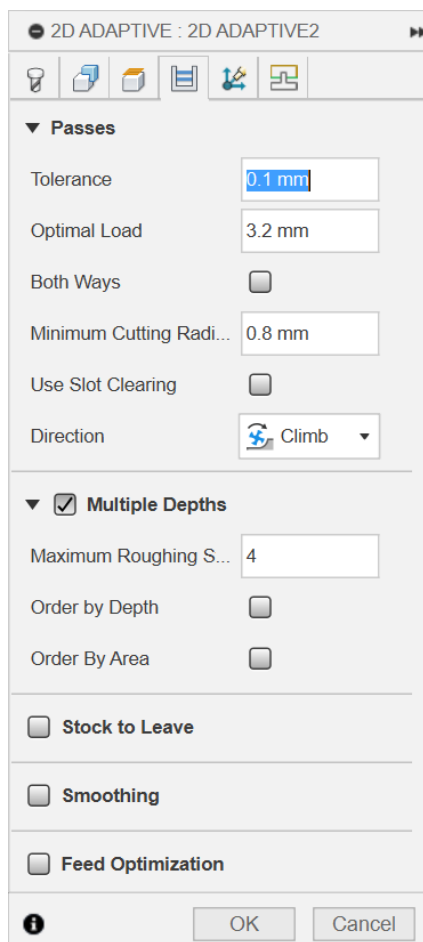 2D ADAPTIVE : 2D ADAPTIVE2
Passes
Tolerance 0.1 mm
Optimal Load 3.2 mm
Both Ways
Minimum Cutting Radi... 0.8 mm
Use Slot Clearing
Direction Climb
Multiple Depths
Maximum Roughing S... 4
Order by Depth
Order By Area
Stock to Leave
Smoothing
Feed Optimization
OK Cancel